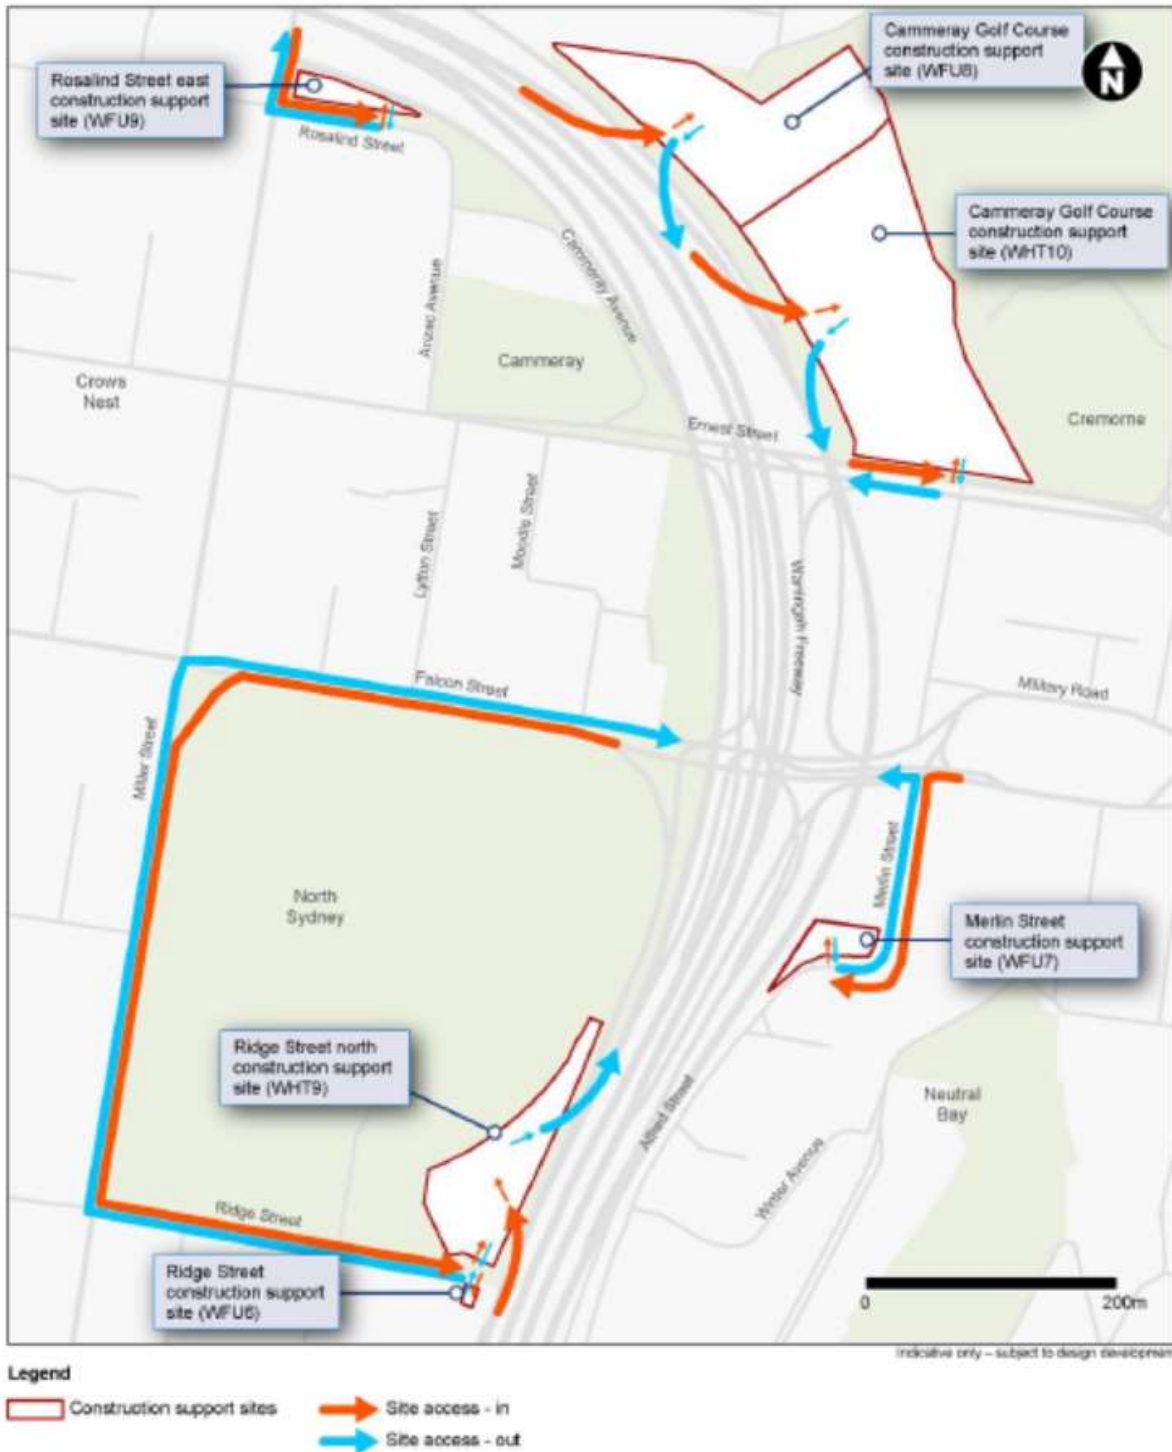 Cammeray Golf Course
construction support
site (WFU8)
N
Rosalind Street east
construction support
site (WFU9)
Rosalind Street
Cammeray Golf Course
construction support
site (WHT10)
Cammeray Avenue
Anzac Avenue
Cammeray
Crows
Nest
Ernest Street
Cremorne
Lytton Street
Moodie Street
Warringah Freeway
Falcon Street
Military Road
Miller Street
Merlin Street
North
Sydney
Merlin Street
construction support
site (WFU7)
Ridge Street north
construction support
site (WHT9)
Alfred Street
Neutral
Bay
Winter Avenue
Ridge Street
Ridge Street
construction support
site (WFU6)
0
200m
Indicative only – subject to design development
Legend
Construction support sites
Site access - in
Site access - out